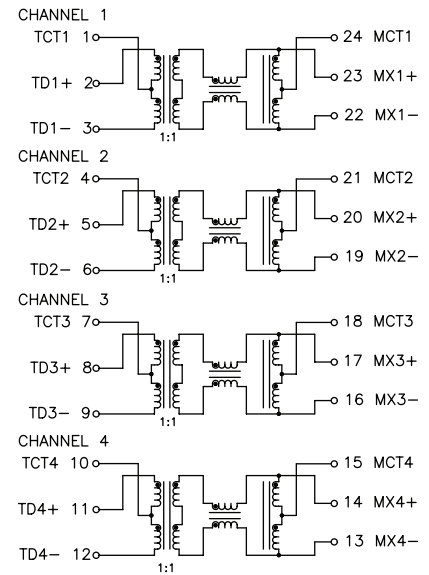 CHANNEL 1
TCT1 1 24 MCT1
TD1+ 2 23 MX1+
22 MX1−
TD1− 3
1:1
CHANNEL 2
TCT2 4 21 MCT2
TD2+ 5 20 MX2+
19 MX2−
TD2− 6
1:1
CHANNEL 3
TCT3 7 18 MCT3
TD3+ 8 17 MX3+
16 MX3−
TD3− 9
1:1
CHANNEL 4
TCT4 10 15 MCT4
TD4+ 11 14 MX4+
13 MX4−
TD4− 12
1:1